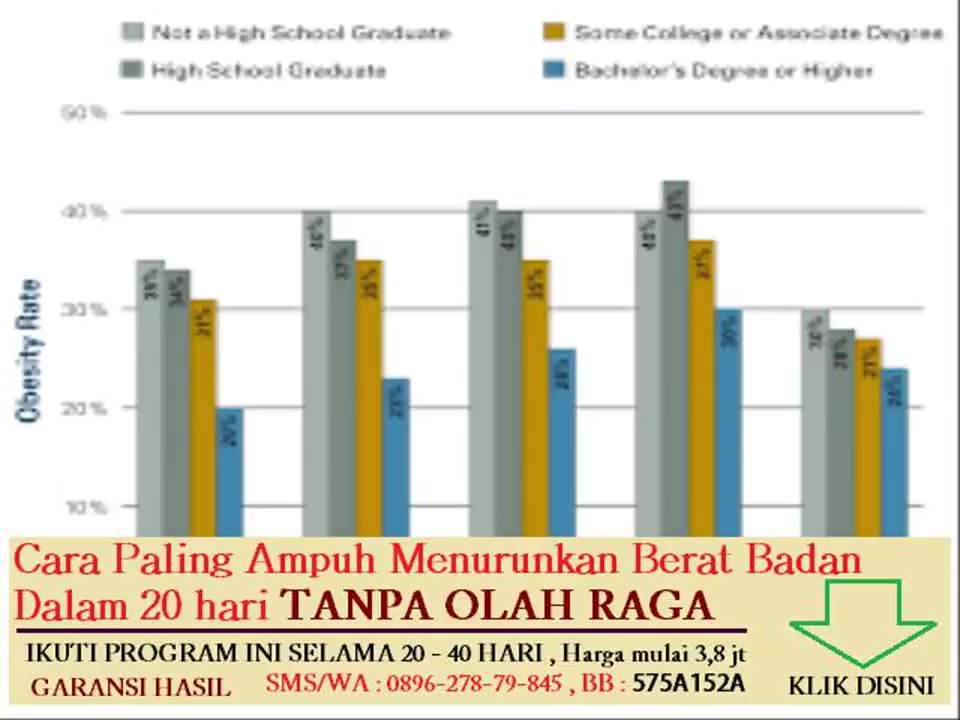 Not a High School Graduate
Some College or Associate Degree
High School Graduate
Bachelor's Degree or Higher
50%
40%
30%
20%
10%
Obesity Rate
35% 34% 31% 20%
40% 37% 35% 23%
41% 40% 35% 26%
40% 43% 37% 30%
30% 28% 27% 24%
Cara Paling Ampuh Menurunkan Berat Badan
Dalam 20 hari TANPA OLAH RAGA
IKUTI PROGRAM INI SELAMA 20 - 40 HARI , Harga mulai 3,8 jt
GARANSI HASIL SMS/WA : 0896-278-79-845 , BB : 575A152A
KLIK DISINI